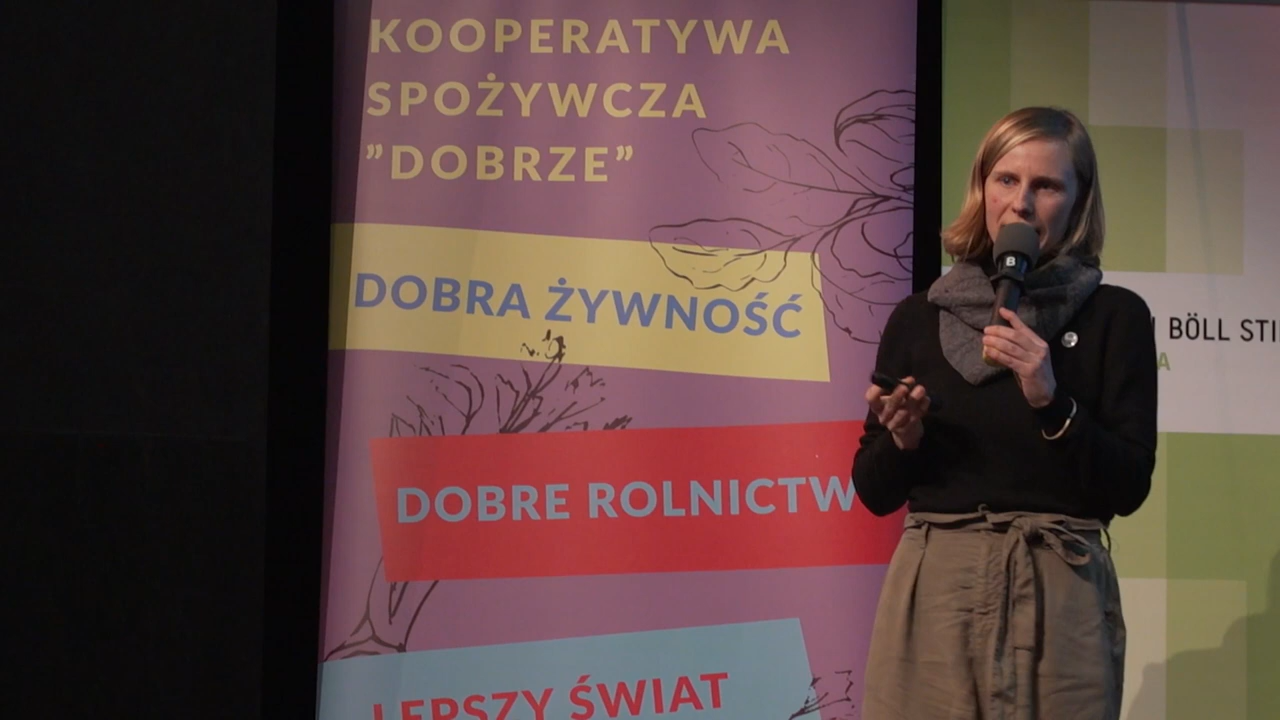 KOOPERATYWA
SPOŻYWCZA
”DOBRZE”
DOBRA ŻYWNOŚĆ
DOBRE ROLNICTW
LEPSZY ŚWIAT
BÖLL STI
A
B